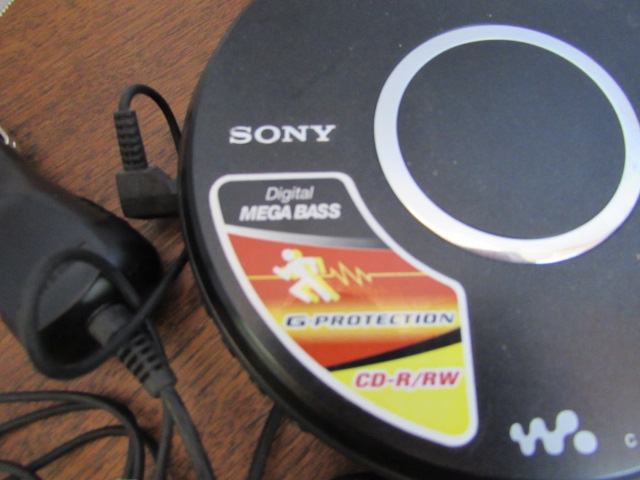 SONY
Digital
MEGA BASS
G-PROTECTION
CD-R/RW